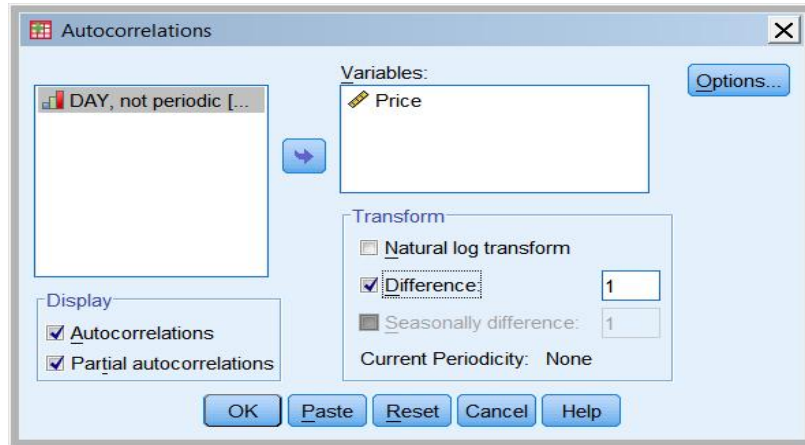 Autocorrelations
DAY, not periodic [...
Variables:
Price
Options...
Transform
Natural log transform
Difference: 1
Seasonally difference: 1
Current Periodicity: None
Display
Autocorrelations
Partial autocorrelations
OK Paste Reset Cancel Help